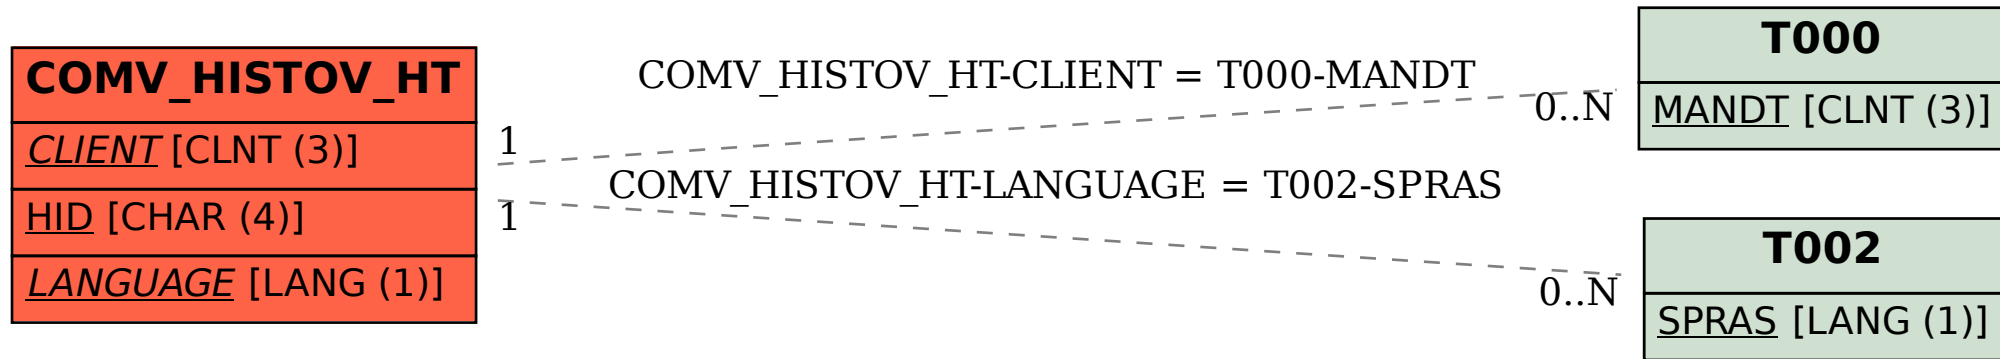 COMV_HISTOV_HT
CLIENT [CLNT (3)]
HID [CHAR (4)]
LANGUAGE [LANG (1)]
COMV_HISTOV_HT-CLIENT = T000-MANDT
1
0..N
COMV_HISTOV_HT-LANGUAGE = T002-SPRAS
1
0..N
T000
MANDT [CLNT (3)]
T002
SPRAS [LANG (1)]